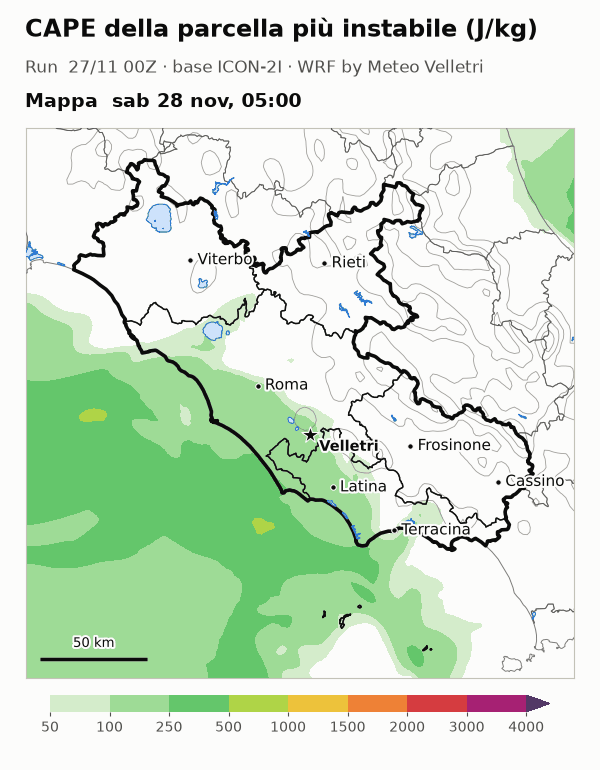 CAPE della parcella più instabile (J/kg)
Run  27/11 00Z · base ICON-2I · WRF by Meteo Velletri
Mappa  sab 28 nov, 05:00
Viterbo
Rieti
Roma
Velletri
Frosinone
Latina
Cassino
Terracina
50 km
50 100 250 500 1000 1500 2000 3000 4000